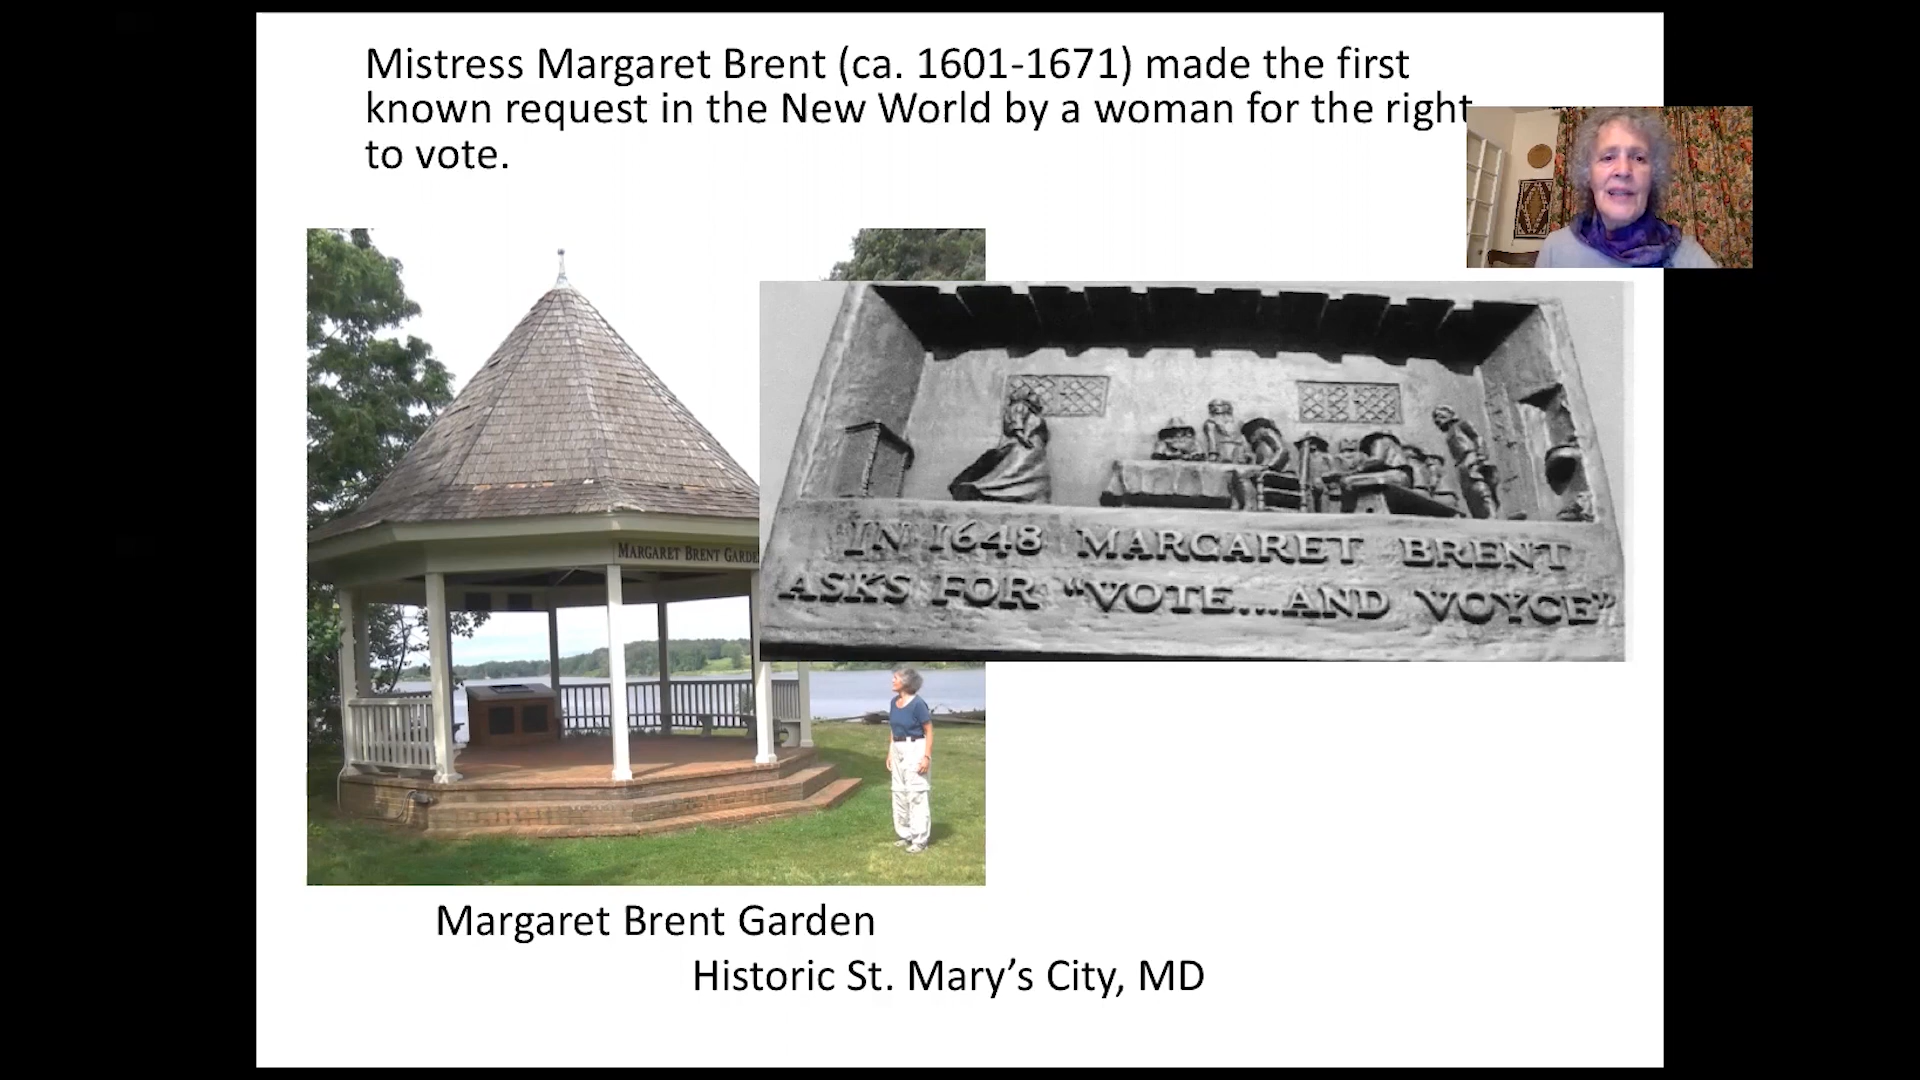 Mistress Margaret Brent (ca. 1601-1671) made the first
known request in the New World by a woman for the right
to vote.
MARGARET BRENT GARDE
IN 1648 MARGARET BRENT
ASKS FOR “VOTE...AND VOYCE”
Margaret Brent Garden
Historic St. Mary’s City, MD